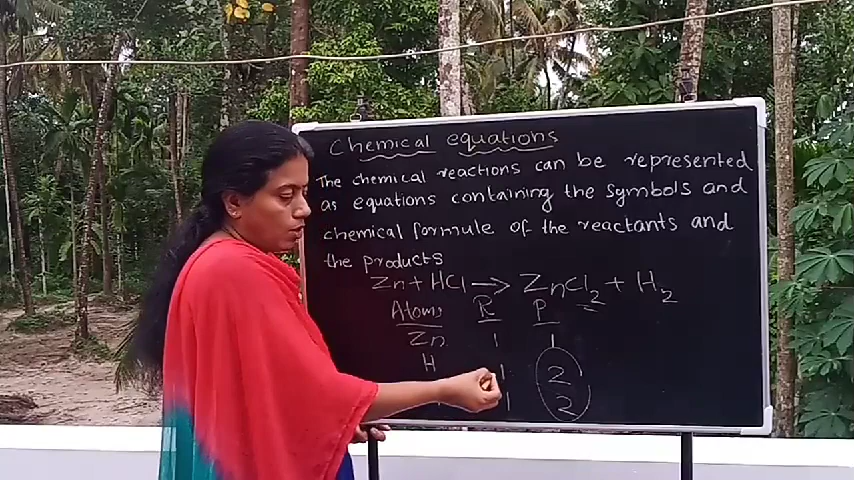 Chemical equations
The chemical reactions can be represented
as equations containing the symbols and
chemical formule of the reactants and
the products
Zn + HCl → ZnCl₂ + H₂
Atoms R P
Zn 1 1
H 1 2
1 2